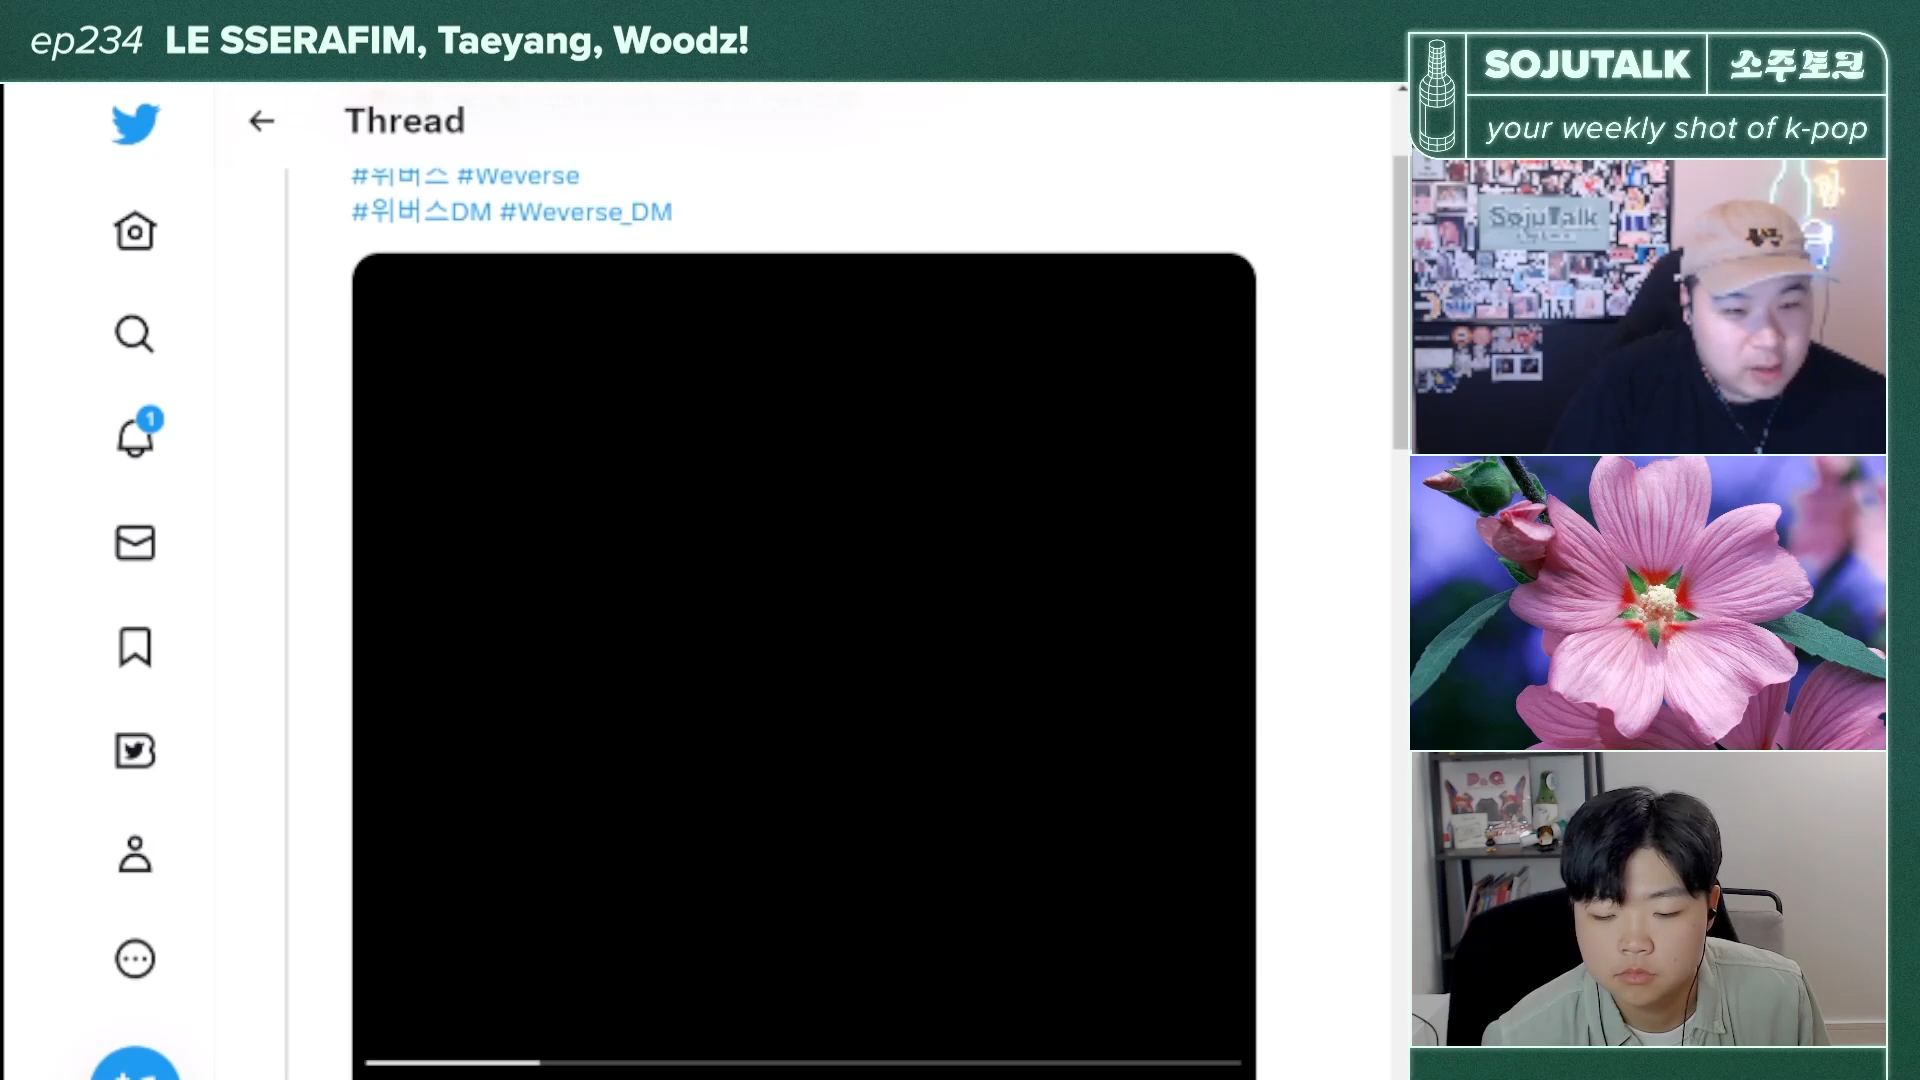 ep234 LE SSERAFIM, Taeyang, Woodz!
SOJUTALK 소주토크
your weekly shot of k-pop
Thread
#위버스 #Weverse
#위버스DM #Weverse_DM
1
SojuTalk
D&Q